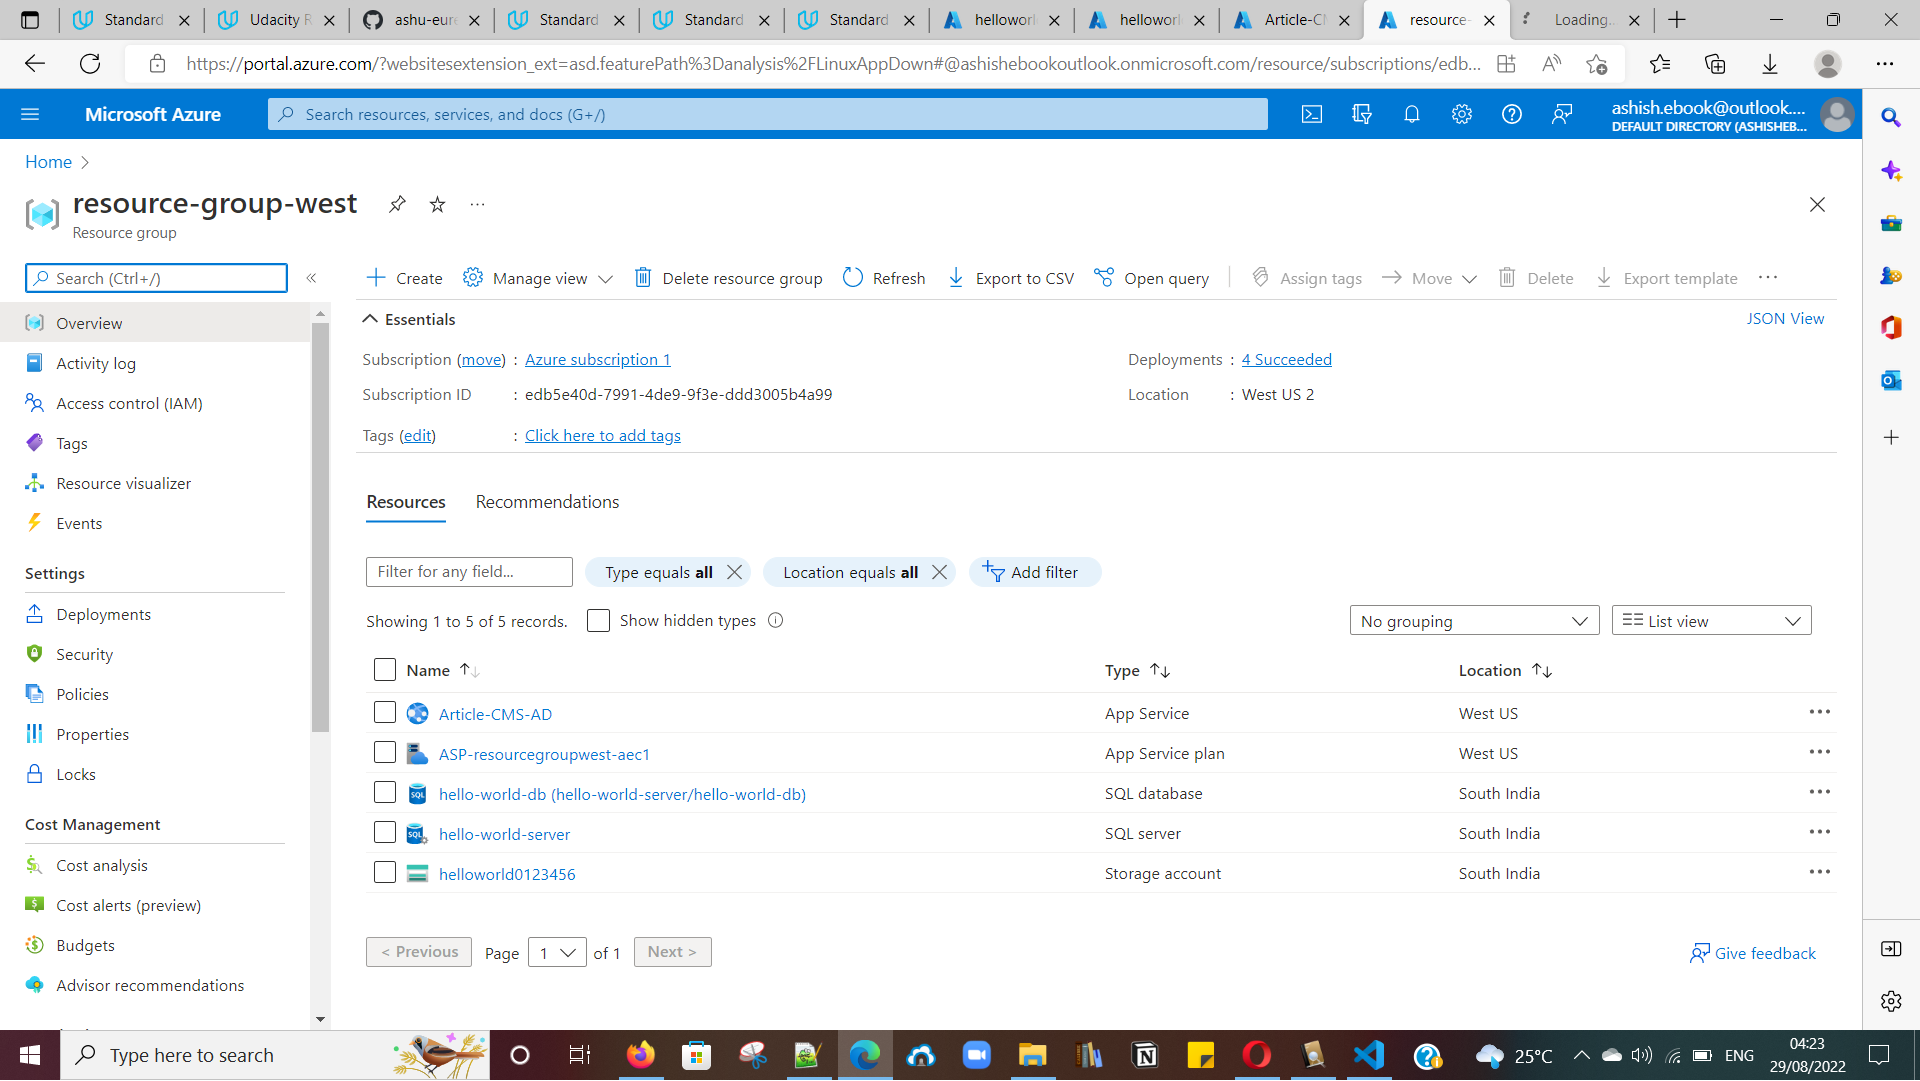 Standard
Udacity R
ashu-eure
Standard
Standard
Standard
hellowor
hellowor
Article-CM
resource-
Loading..
https://portal.azure.com/?websitesextension_ext=asd.featurePath%3Danalysis%2FLinuxAppDown#@ashishebookoutlook.onmicrosoft.com/resource/subscriptions/edb...
Microsoft Azure
Search resources, services, and docs (G+/)
ashish.ebook@outlook....
DEFAULT DIRECTORY (ASHISHEB...
Home
resource-group-west
Resource group
Search (Ctrl+/)
Create
Manage view
Delete resource group
Refresh
Export to CSV
Open query
Assign tags
Move
Delete
Export template
Overview
Activity log
Access control (IAM)
Tags
Resource visualizer
Events
Settings
Deployments
Security
Policies
Properties
Locks
Cost Management
Cost analysis
Cost alerts (preview)
Budgets
Advisor recommendations
Essentials
JSON View
Subscription (move) : Azure subscription 1
Deployments : 4 Succeeded
Subscription ID : edb5e40d-7991-4de9-9f3e-ddd3005b4a99
Location : West US 2
Tags (edit) : Click here to add tags
Resources
Recommendations
Filter for any field...
Type equals all
Location equals all
Add filter
Showing 1 to 5 of 5 records.
Show hidden types
No grouping
List view
Name Type Location
Article-CMS-AD App Service West US
ASP-resourcegroupwest-aec1 App Service plan West US
hello-world-db (hello-world-server/hello-world-db) SQL database South India
hello-world-server SQL server South India
helloworld0123456 Storage account South India
< Previous
Page 1 of 1
Next >
Give feedback
Type here to search
25°C
ENG
04:23
29/08/2022